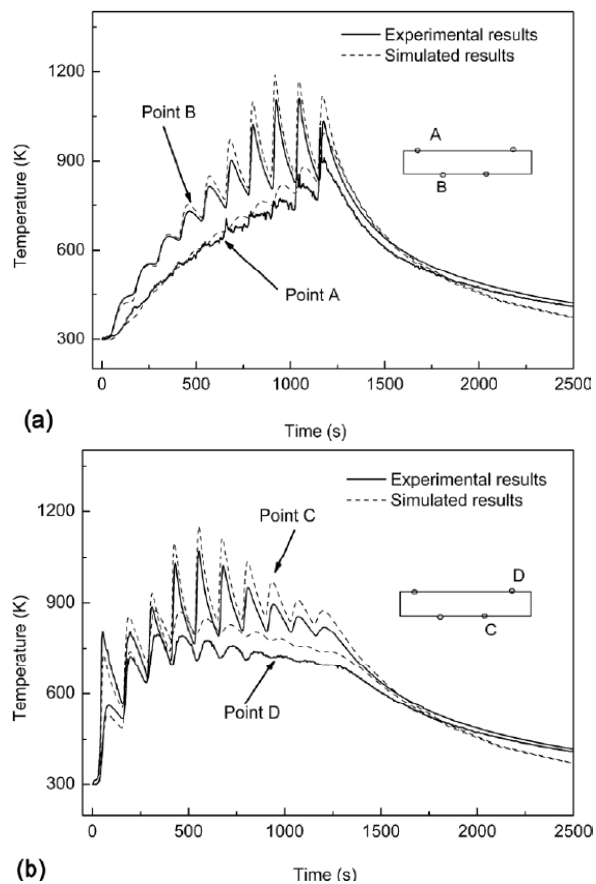 Experimental results
Simulated results
1200
900
600
300
Temperature (K)
Point B
Point A
A
B
0
500
1000
1500
2000
2500
Time (s)
(a)
Experimental results
Simulated results
1200
900
600
300
Temperature (K)
Point C
Point D
D
C
0
500
1000
1500
2000
2500
Time (s)
(b)